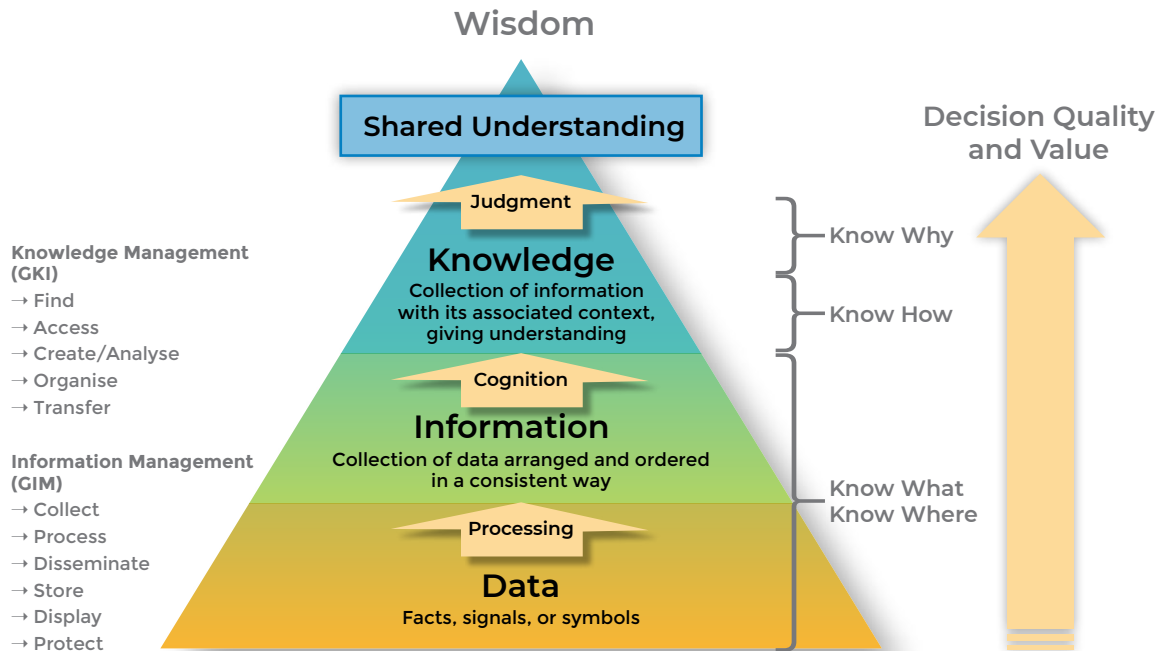 Wisdom
Shared Understanding
Judgment
Knowledge
Collection of information
with its associated context,
giving understanding
Cognition
Information
Collection of data arranged and ordered
in a consistent way
Processing
Data
Facts, signals, or symbols
Knowledge Management
(GKI)
→ Find
→ Access
→ Create/Analyse
→ Organise
→ Transfer
Information Management
(GIM)
→ Collect
→ Process
→ Disseminate
→ Store
→ Display
→ Protect
Know Why
Know How
Know What
Know Where
Decision Quality
and Value